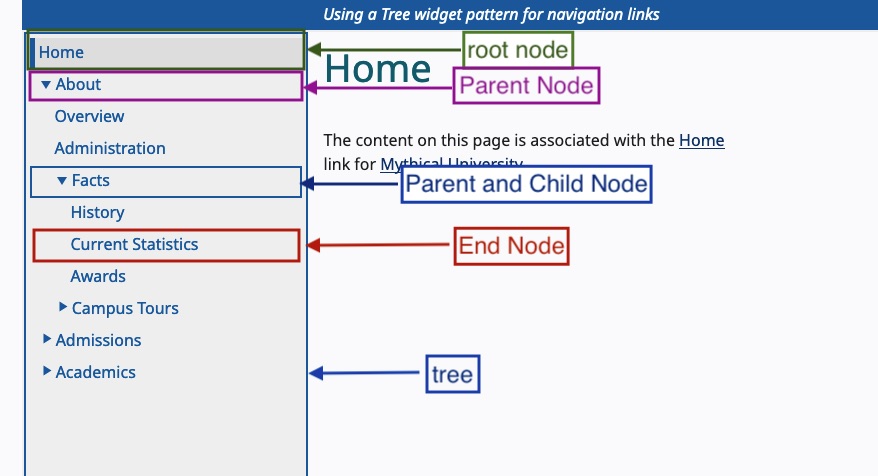 Using a Tree widget pattern for navigation links
Home
root node
Home
About
Parent Node
Overview
Administration
The content on this page is associated with the Home
link for Mythical University.
Facts
Parent and Child Node
History
Current Statistics
End Node
Awards
Campus Tours
Admissions
Academics
tree